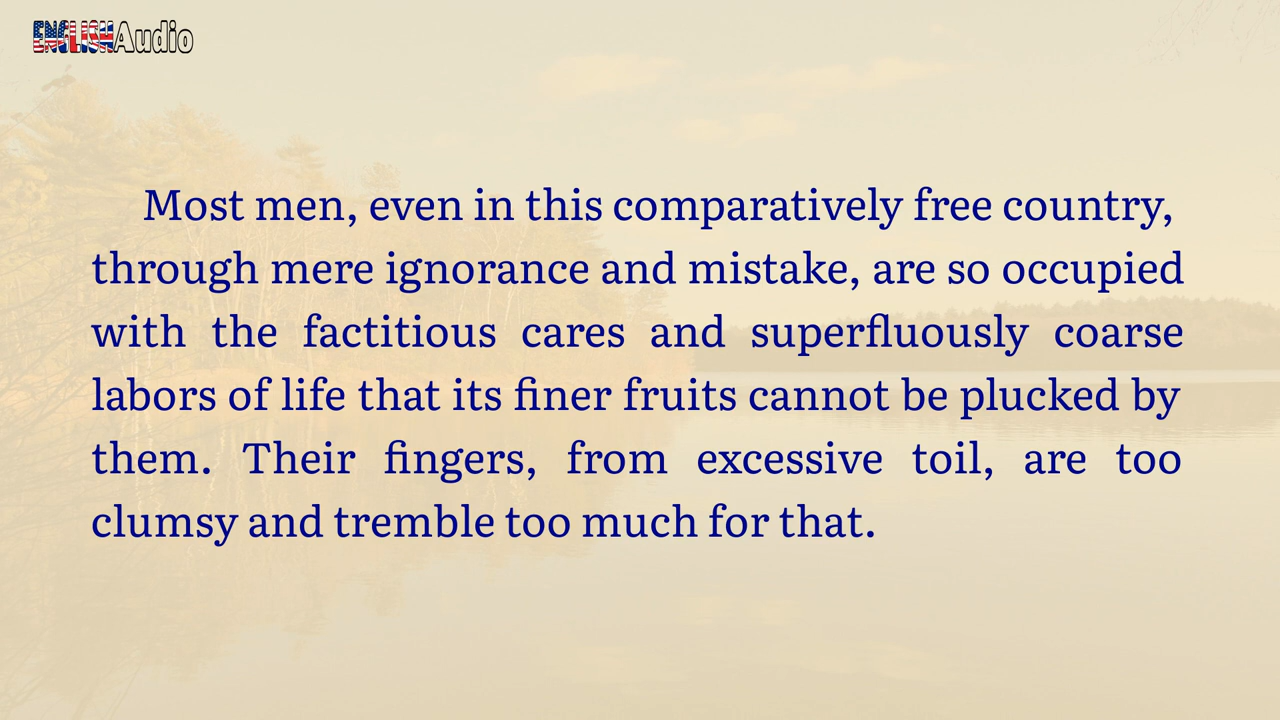 ENGLISHAudio
Most men, even in this comparatively free country,
through mere ignorance and mistake, are so occupied
with the factitious cares and superfluously coarse
labors of life that its finer fruits cannot be plucked by
them. Their fingers, from excessive toil, are too
clumsy and tremble too much for that.